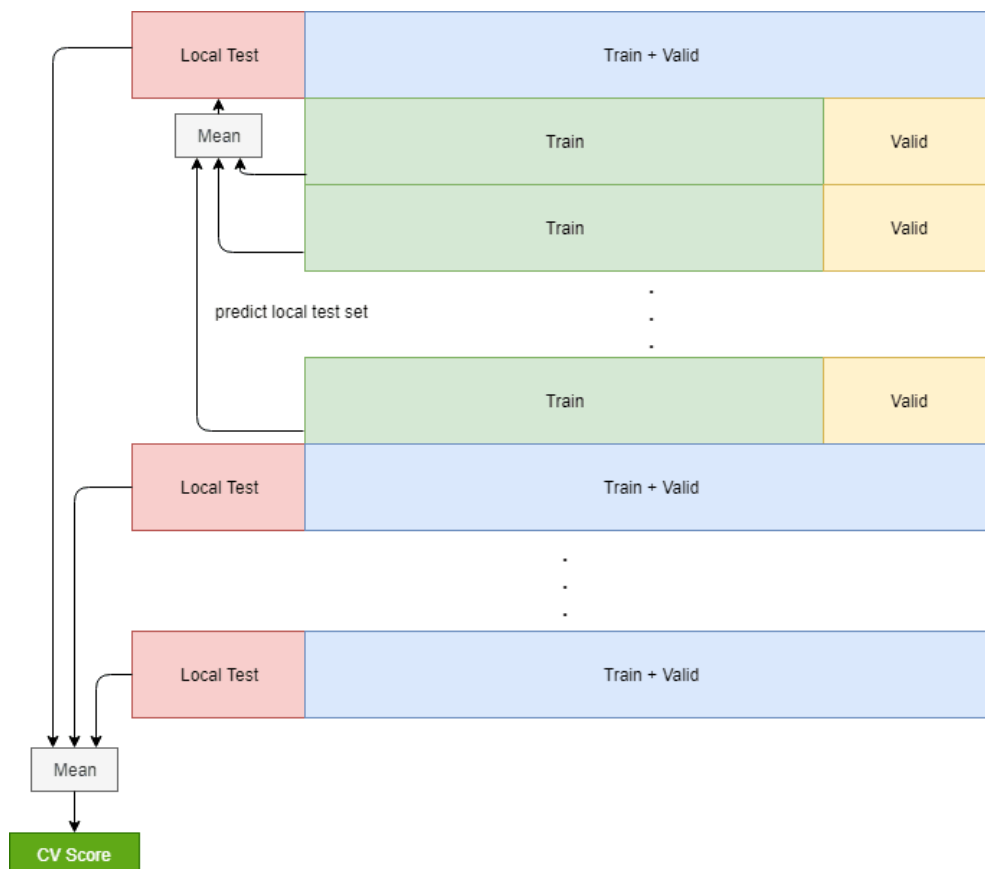 Local Test
Train + Valid
Mean
Train
Valid
Train
Valid
predict local test set
Train
Valid
Local Test
Train + Valid
Local Test
Train + Valid
Mean
CV Score